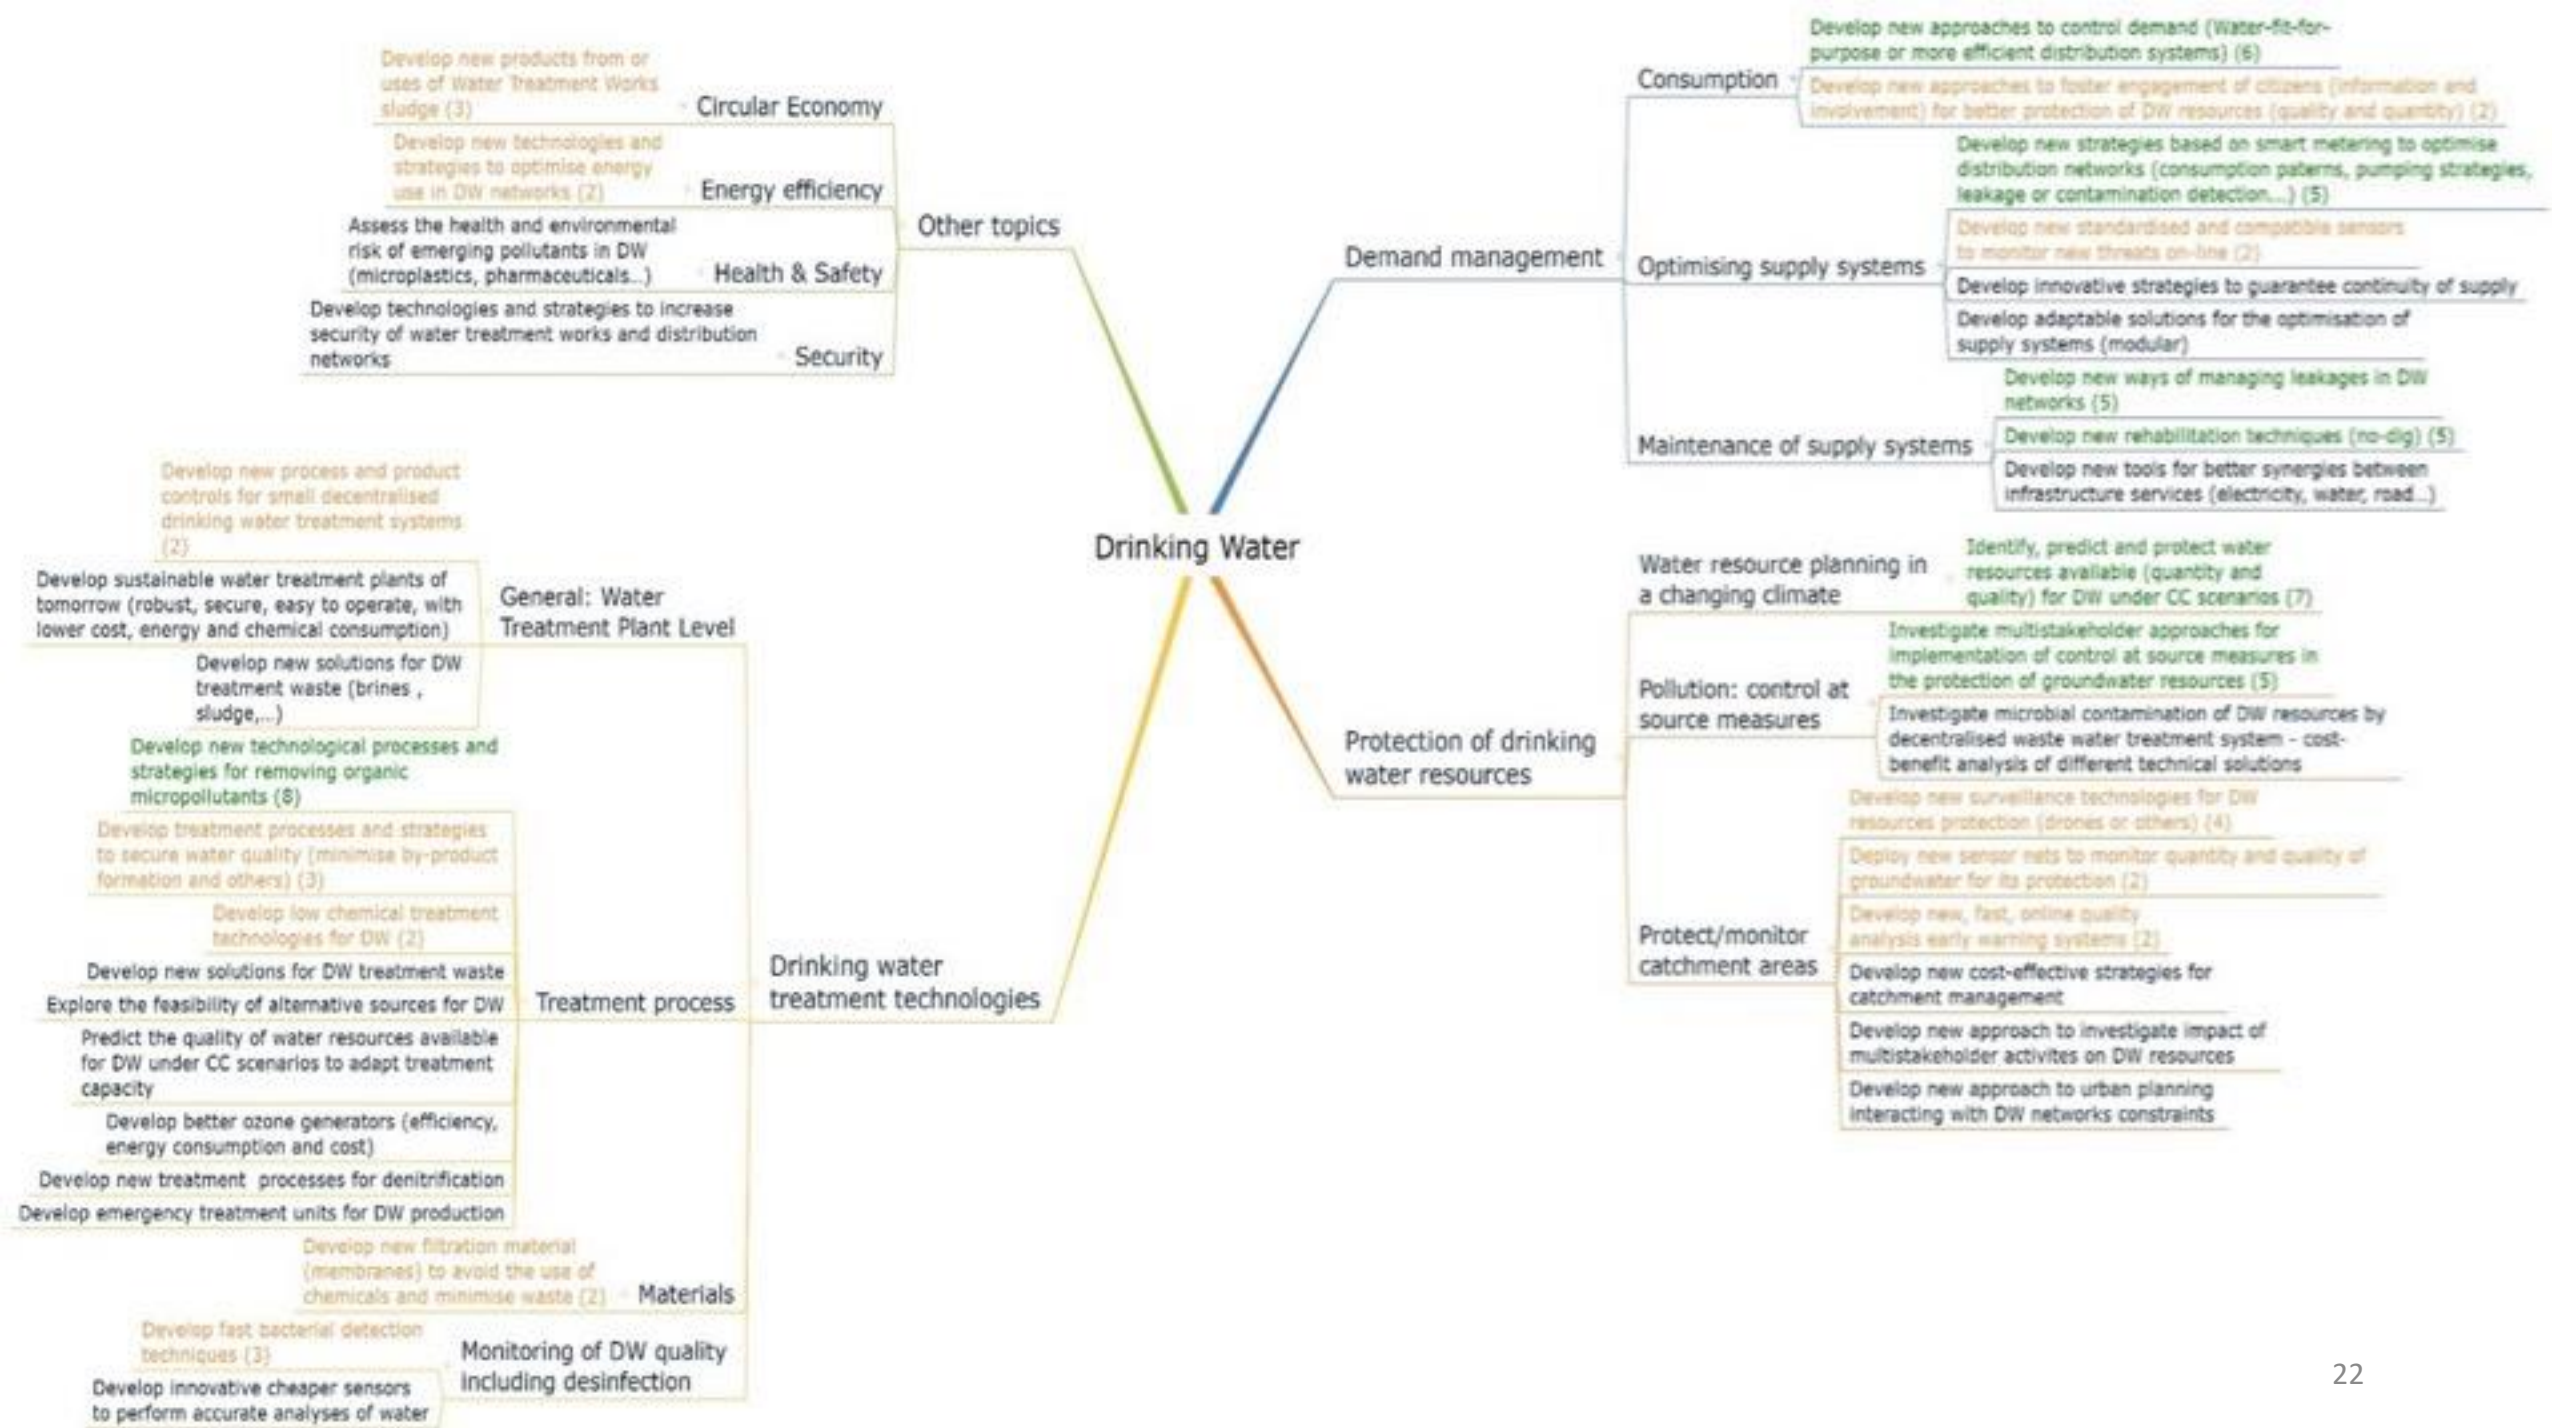 Drinking Water
Other topics
Circular Economy
Develop new products from or
uses of Water Treatment Works
sludge (3)
Energy efficiency
Develop new technologies and
strategies to optimise energy
use in DW networks (2)
Health & Safety
Assess the health and environmental
risk of emerging pollutants in DW
(microplastics, pharmaceuticals...)
Security
Develop technologies and strategies to increase
security of water treatment works and distribution
networks
Demand management
Consumption
Develop new approaches to control demand (Water-fit-for-
purpose or more efficient distribution systems) (6)
Develop new approaches to foster engagement of citizens (information and
involvement) for better protection of DW resources (quality and quantity) (2)
Optimising supply systems
Develop new strategies based on smart metering to optimise
distribution networks (consumption paterns, pumping strategies,
leakage or contamination detection...) (5)
Develop new standardised and compatible sensors
to monitor new threats on-line (2)
Develop innovative strategies to guarantee continuity of supply
Develop adaptable solutions for the optimisation of
supply systems (modular)
Maintenance of supply systems
Develop new ways of managing leakages in DW
networks (5)
Develop new rehabilitation techniques (no-dig) (5)
Develop new tools for better synergies between
infrastructure services (electricity, water, road...)
Protection of drinking
water resources
Water resource planning in
a changing climate
Identify, predict and protect water
resources available (quantity and
quality) for DW under CC scenarios (7)
Pollution: control at
source measures
Investigate multistakeholder approaches for
implementation of control at source measures in
the protection of groundwater resources (5)
Investigate microbial contamination of DW resources by
decentralised waste water treatment system - cost-
benefit analysis of different technical solutions
Protect/monitor
catchment areas
Develop new surveillance technologies for DW
resources protection (drones or others) (4)
Deploy new sensor nets to monitor quantity and quality of
groundwater for its protection (2)
Develop new, fast, online quality
analysis early warning systems (2)
Develop new cost-effective strategies for
catchment management
Develop new approach to investigate impact of
multistakeholder activites on DW resources
Develop new approach to urban planning
interacting with DW networks constraints
Drinking water
treatment technologies
General: Water
Treatment Plant Level
Develop new process and product
controls for small decentralised
drinking water treatment systems
(2)
Develop sustainable water treatment plants of
tomorrow (robust, secure, easy to operate, with
lower cost, energy and chemical consumption)
Develop new solutions for DW
treatment waste (brines ,
sludge,...)
Treatment process
Develop new technological processes and
strategies for removing organic
micropollutants (8)
Develop treatment processes and strategies
to secure water quality (minimise by-product
formation and others) (3)
Develop low chemical treatment
technologies for DW (2)
Develop new solutions for DW treatment waste
Explore the feasibility of alternative sources for DW
Predict the quality of water resources available
for DW under CC scenarios to adapt treatment
capacity
Develop better ozone generators (efficiency,
energy consumption and cost)
Develop new treatment processes for denitrification
Develop emergency treatment units for DW production
Materials
Develop new filtration material
(membranes) to avoid the use of
chemicals and minimise waste (2)
Monitoring of DW quality
including desinfection
Develop fast bacterial detection
techniques (3)
Develop innovative cheaper sensors
to perform accurate analyses of water
22